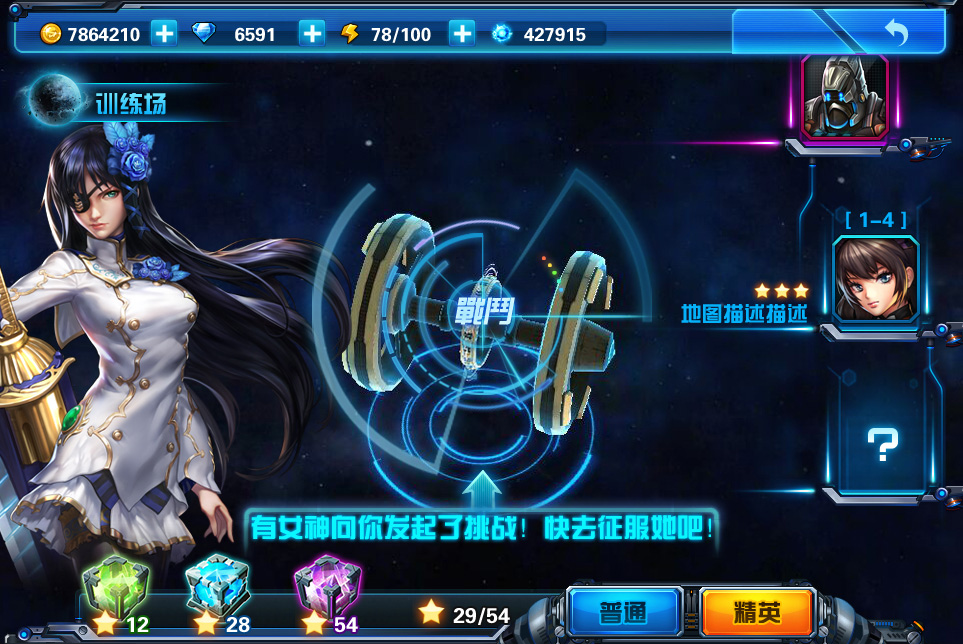 7864210 6591 78/100 427915
训练场
[ 1-4 ]
戰鬥
地图描述描述
?
有女神向你发起了挑战！快去征服她吧！
12 28 54 29/54 普通 精英